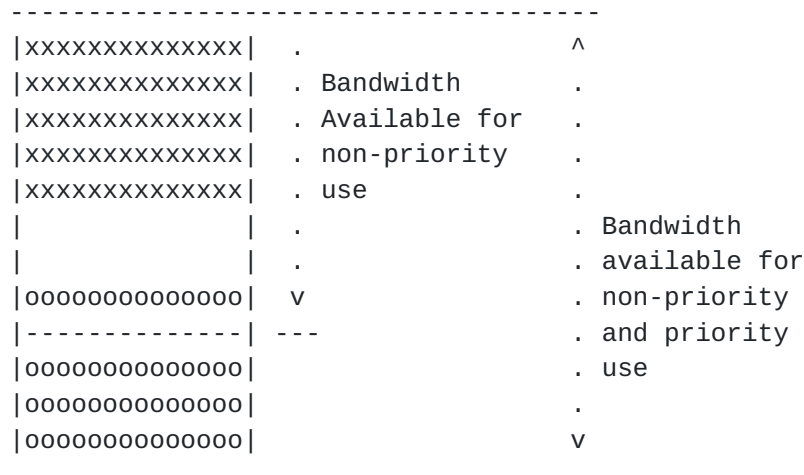 --------------------------------------
|xxxxxxxxxxxxxx|  .                 ^
|xxxxxxxxxxxxxx|  . Bandwidth       .
|xxxxxxxxxxxxxx|  . Available for   .
|xxxxxxxxxxxxxx|  . non-priority    .
|xxxxxxxxxxxxxx|  . use             .
|              |  .                 . Bandwidth
|              |  .                 . available for
|oooooooooooooo|  v                 . non-priority
|--------------| ---                . and priority
|oooooooooooooo|                    . use
|oooooooooooooo|                    .
|oooooooooooooo|                    v